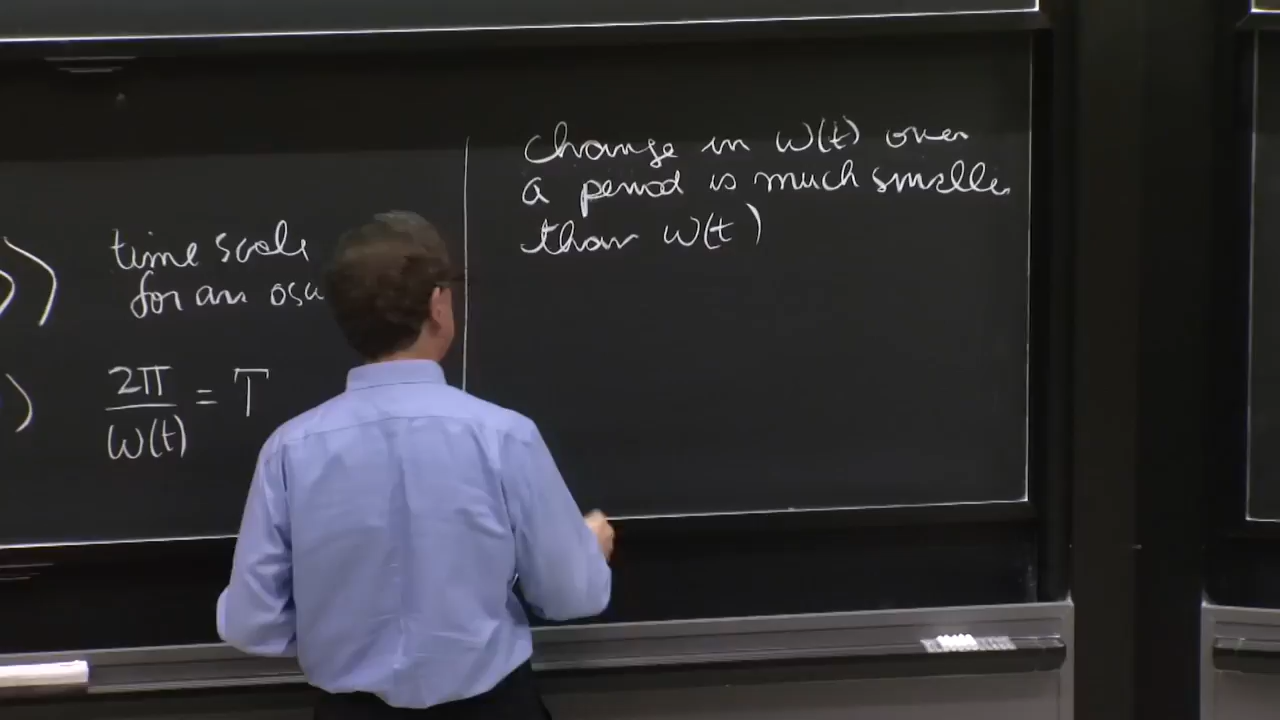 ⟩⟩ time scale
for an osc
) 2π/ω(t) = T
change in ω(t) over
a period is much smaller
than ω(t)